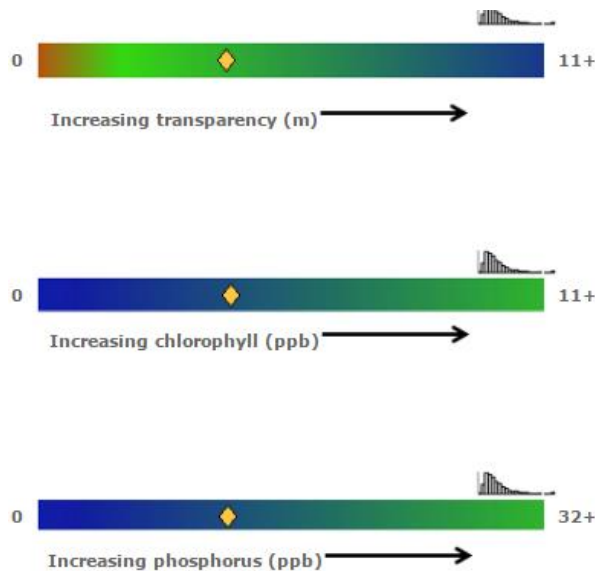 0 11+
Increasing transparency (m)
0 11+
Increasing chlorophyll (ppb)
0 32+
Increasing phosphorus (ppb)